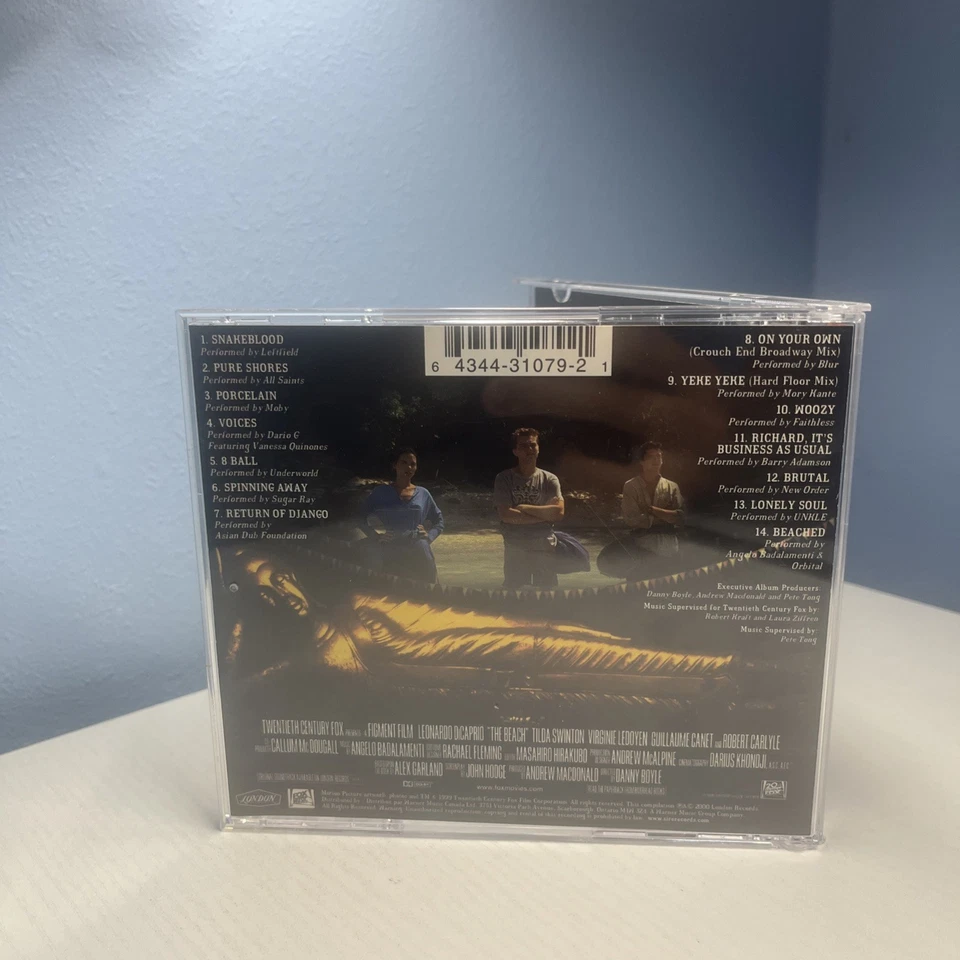 1. SNAKEBLOOD
Performed by Leftfield
2. PURE SHORES
Performed by All Saints
3. PORCELAIN
Performed by Moby
4. VOICES
Performed by Dario G
Featuring Vanessa Quinones
5. 8 BALL
Performed by Underworld
6. SPINNING AWAY
Performed by Sugar Ray
7. RETURN OF DJANGO
Performed by
Asian Dub Foundation
6 4344-31079-2 1
8. ON YOUR OWN
(Crouch End Broadway Mix)
Performed by Blur
9. YEKE YEKE (Hard Floor Mix)
Performed by Mory Kante
10. WOOZY
Performed by Faithless
11. RICHARD, IT'S
BUSINESS AS USUAL
Performed by Barry Adamson
12. BRUTAL
Performed by New Order
13. LONELY SOUL
Performed by UNKLE
14. BEACHED
Performed by
Angelo Badalamenti &
Orbital
Executive Album Producers:
Danny Boyle, Andrew Macdonald and Pete Tong
Music Supervised for Twentieth Century Fox by:
Robert Kraft and Laura Ziffren
Music Supervised by:
Pete Tong
TWENTIETH CENTURY FOX PRESENTS A FIGMENT FILM LEONARDO DiCAPRIO "THE BEACH" TILDA SWINTON VIRGINIE LEDOYEN GUILLAUME CANET AND ROBERT CARLYLE
CALLUM McDOUGALL ANGELO BADALAMENTI RACHAEL FLEMING MASAHIRO HIRAKUBO ANDREW McALPINE DARIUS KHONDJI
ALEX GARLAND JOHN HODGE ANDREW MACDONALD DANNY BOYLE
www.foxmovies.com
LONDON